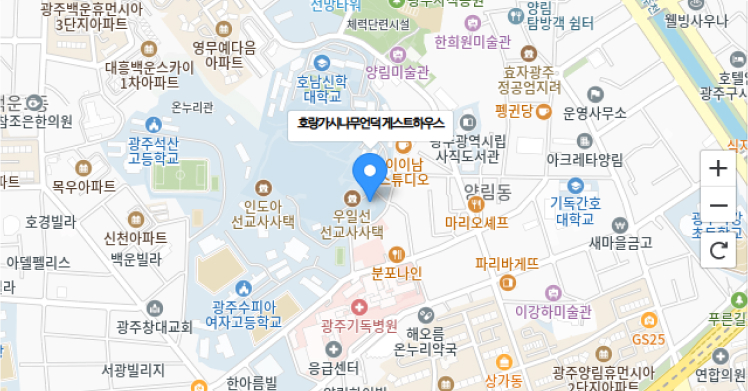 광주백운휴먼시아
3단지아파트
선방타워
체력단련시설
양림
탐방객 쉼터
웰빙사우나
영무예다음
아파트
한희원미술관
대흥백운스카이
1차아파트
호남신학
대학교
양림미술관
효자광주
정공엄지려
호텔
광주구시
온누리관
펭귄당
운영사무소
참조은한의원
호랑가시나무언덕 게스트하우스
광주석산
고등학교
광주광역시립
사직도서관
이이남
스튜디오
아크레타양림
목우아파트
인도아
선교사사택
우일선
선교사사택
양림동
마리오셰프
기독간호
대학교
호경빌라
신천아파트
백운빌라
새마을금고
초등학교
아델펠리스
분포나인
파리바게뜨
광주수피아
여자고등학교
이강하미술관
광주창대교회
광주기독병원
해오름
온누리약국
GS25
푸른길
서광빌리지
응급센터
광주양림휴먼시아
2단지아파트
연합한의원
한아름빌
상가동